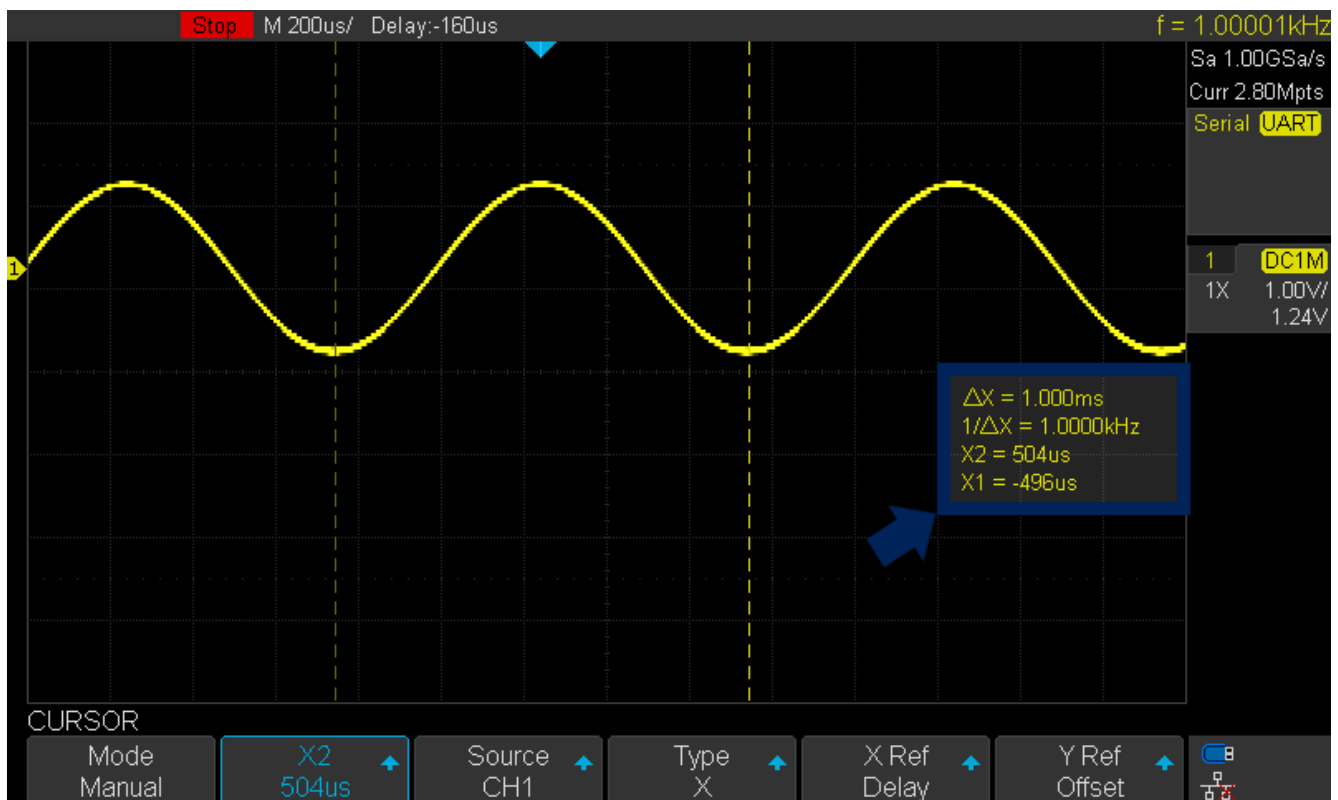 Stop M 200us/ Delay:-160us f = 1.00001kHz
Sa 1.00GSa/s
Curr 2.80Mpts
Serial UART
1
1 DC1M
1X 1.00V/
1.24V
△X = 1.000ms
1/△X = 1.0000kHz
X2 = 504us
X1 = -496us
CURSOR
Mode X2 Source Type X Ref Y Ref
Manual 504us CH1 X Delay Offset